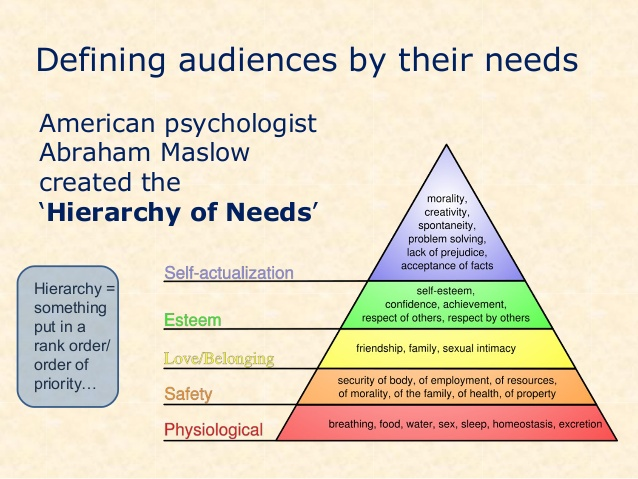 Defining audiences by their needs
American psychologist
Abraham Maslow
created the
‘Hierarchy of Needs’
Hierarchy =
something
put in a
rank order/
order of
priority…
morality,
creativity,
spontaneity,
problem solving,
lack of prejudice,
acceptance of facts
Self-actualization
self-esteem,
confidence, achievement,
respect of others, respect by others
Esteem
friendship, family, sexual intimacy
Love/Belonging
security of body, of employment, of resources,
of morality, of the family, of health, of property
Safety
breathing, food, water, sex, sleep, homeostasis, excretion
Physiological